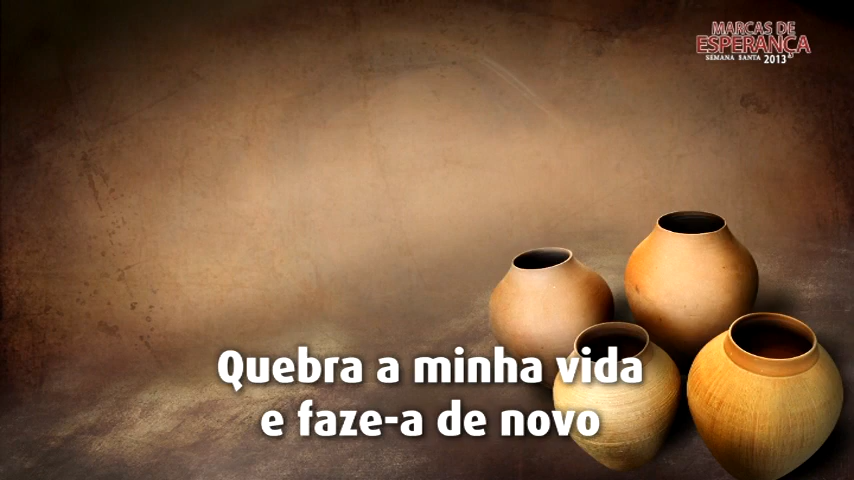 MARCAS DE
ESPERANÇA
SEMANA SANTA 2013
Quebra a minha vida
e faze-a de novo